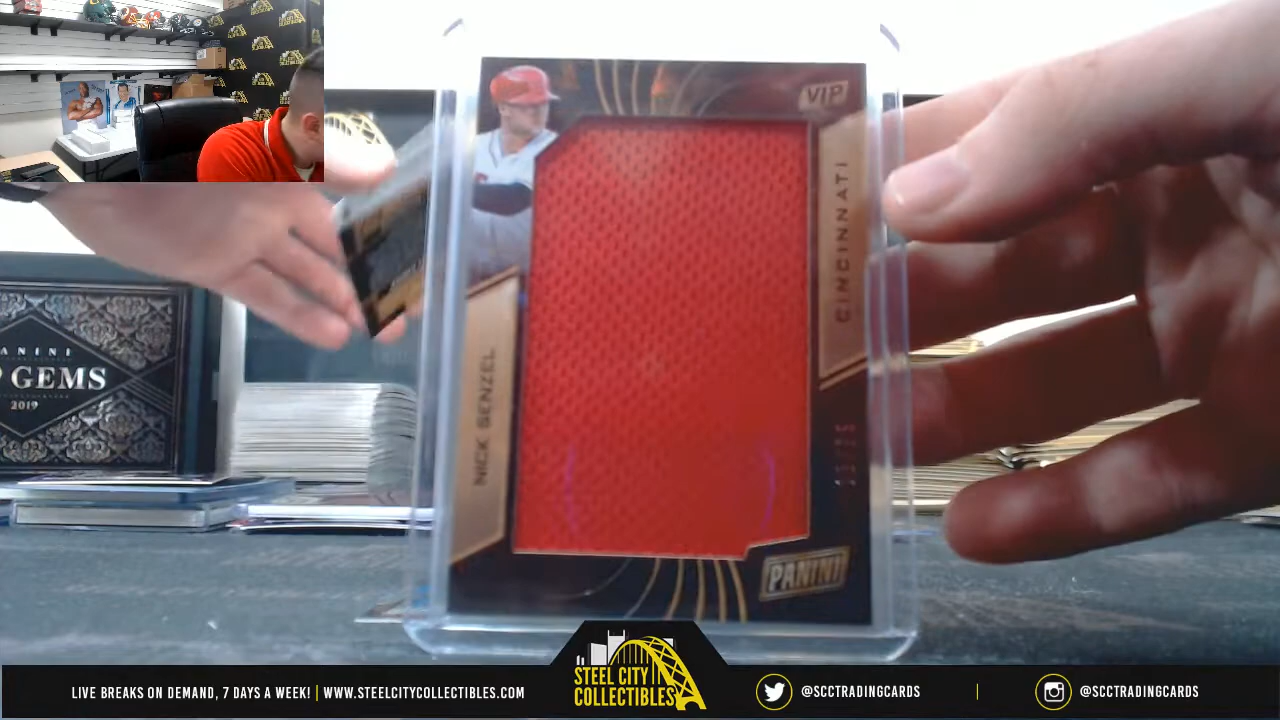 VIP
CINCINNATI
NICK SENZEL
PANINI
ANINI
GEMS
2019
LIVE BREAKS ON DEMAND, 7 DAYS A WEEK! | WWW.STEELCITYCOLLECTIBLES.COM
STEEL CITY
COLLECTIBLES
@SCCTRADINGCARDS
@SCCTRADINGCARDS